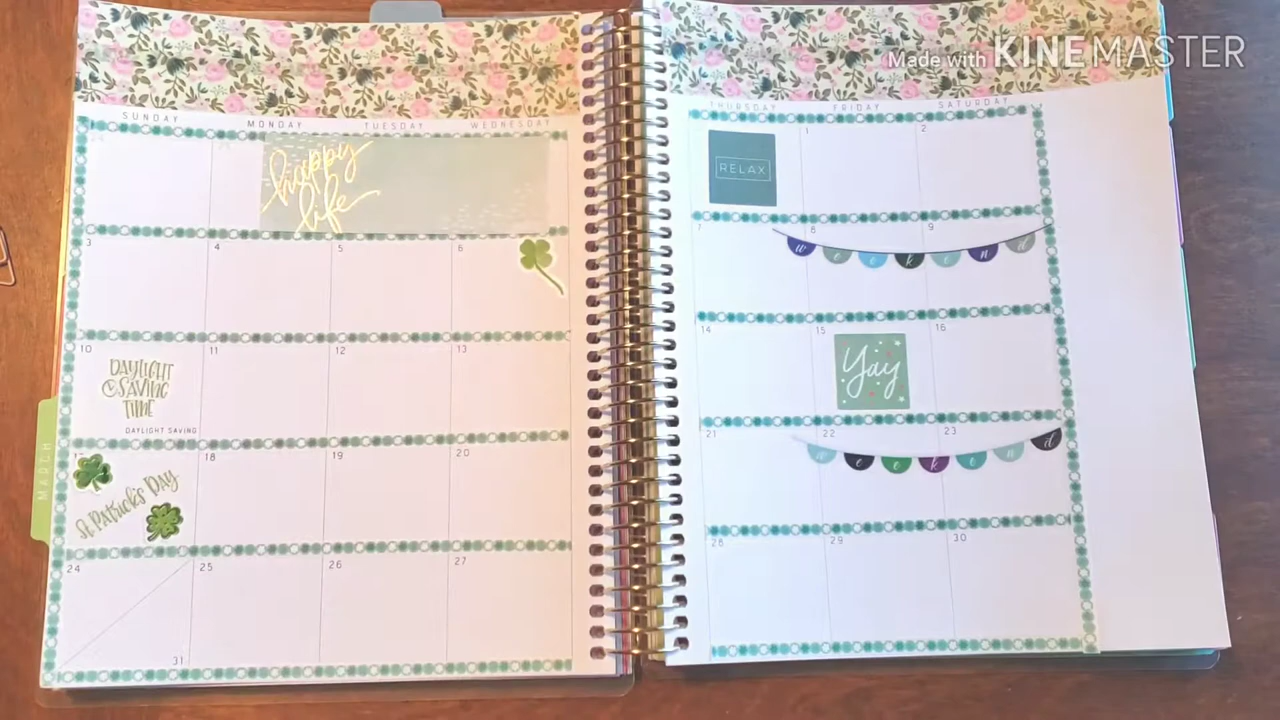 Made with KINEMASTER
SUNDAY MONDAY TUESDAY WEDNESDAY THURSDAY FRIDAY SATURDAY
happy
life
RELAX
1 2
3 4 5 6 7 8 9
weekend
10 11 12 13 14 15 16
DAYLIGHT
SAVING
TIME
DAYLIGHT SAVING
Yay
18 19 20 21 22 23
St. PATRICK'S DAY
weekend
24 25 26 27 28 29 30
31
MARCH